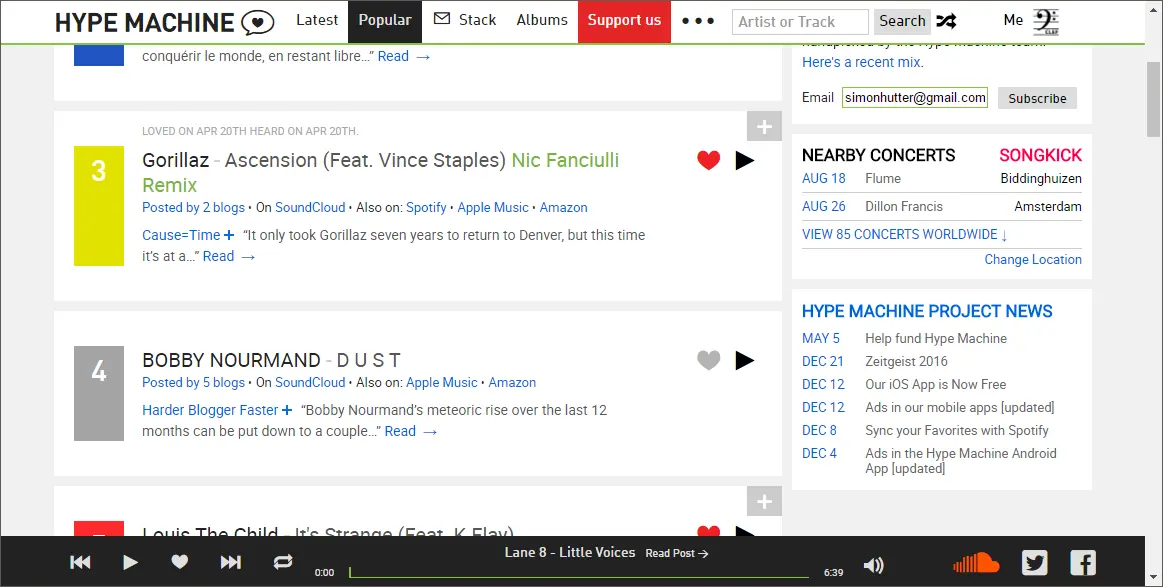 HYPE MACHINE
Latest
Popular
Stack
Albums
Support us
Artist or Track
Search
Me
CLEF
conquérir le monde, en restant libre…” Read →
LOVED ON APR 20TH HEARD ON APR 20TH.
3
Gorillaz - Ascension (Feat. Vince Staples) Nic Fanciulli
Remix
Posted by 2 blogs • On SoundCloud • Also on: Spotify • Apple Music • Amazon
Cause=Time + “It only took Gorillaz seven years to return to Denver, but this time
it’s at a…” Read →
4
BOBBY NOURMAND - D U S T
Posted by 5 blogs • On SoundCloud • Also on: Apple Music • Amazon
Harder Blogger Faster + “Bobby Nourmand’s meteoric rise over the last 12
months can be put down to a couple…” Read →
Louis The Child - It's Strange (Feat. K.Flay)
handpicked by the Hype Machine team.
Here's a recent mix.
Email simonhutter@gmail.com Subscribe
NEARBY CONCERTS SONGKICK
AUG 18 Flume Biddinghuizen
AUG 26 Dillon Francis Amsterdam
VIEW 85 CONCERTS WORLDWIDE ↓
Change Location
HYPE MACHINE PROJECT NEWS
MAY 5 Help fund Hype Machine
DEC 21 Zeitgeist 2016
DEC 12 Our iOS App is Now Free
DEC 12 Ads in our mobile apps [updated]
DEC 8 Sync your Favorites with Spotify
DEC 4 Ads in the Hype Machine Android
App [updated]
Lane 8 - Little Voices Read Post →
0:00
6:39